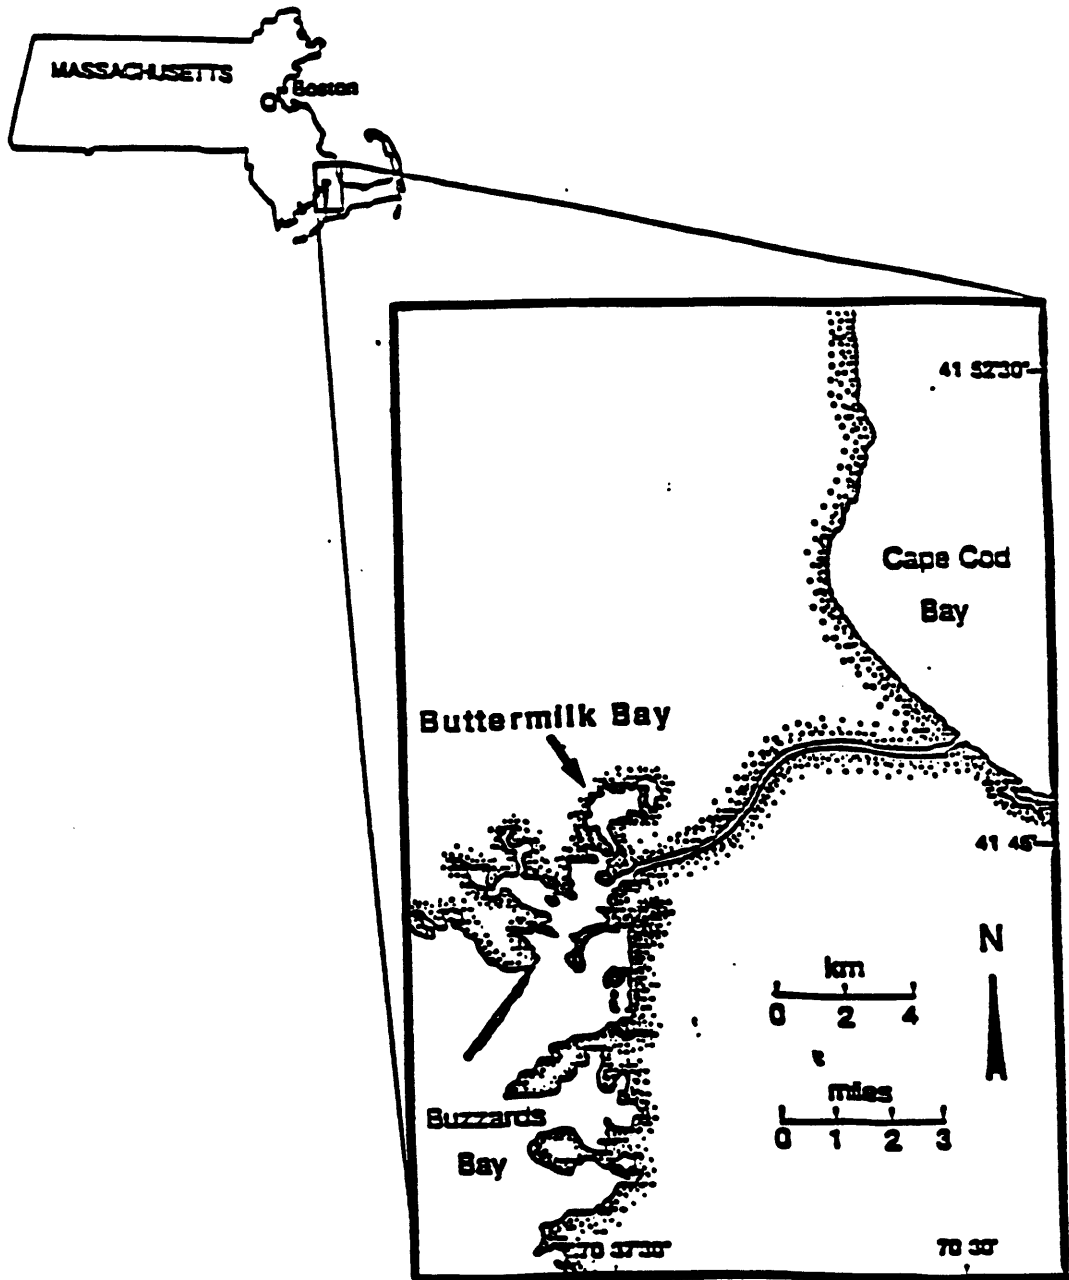 MASSACHUSETTS
Boston
41 52'30"
Cape Cod
Bay
Buttermilk Bay
41 45'
N
km
0 2 4
miles
0 1 2 3
Buzzards
Bay
70 37'30"
70 30'